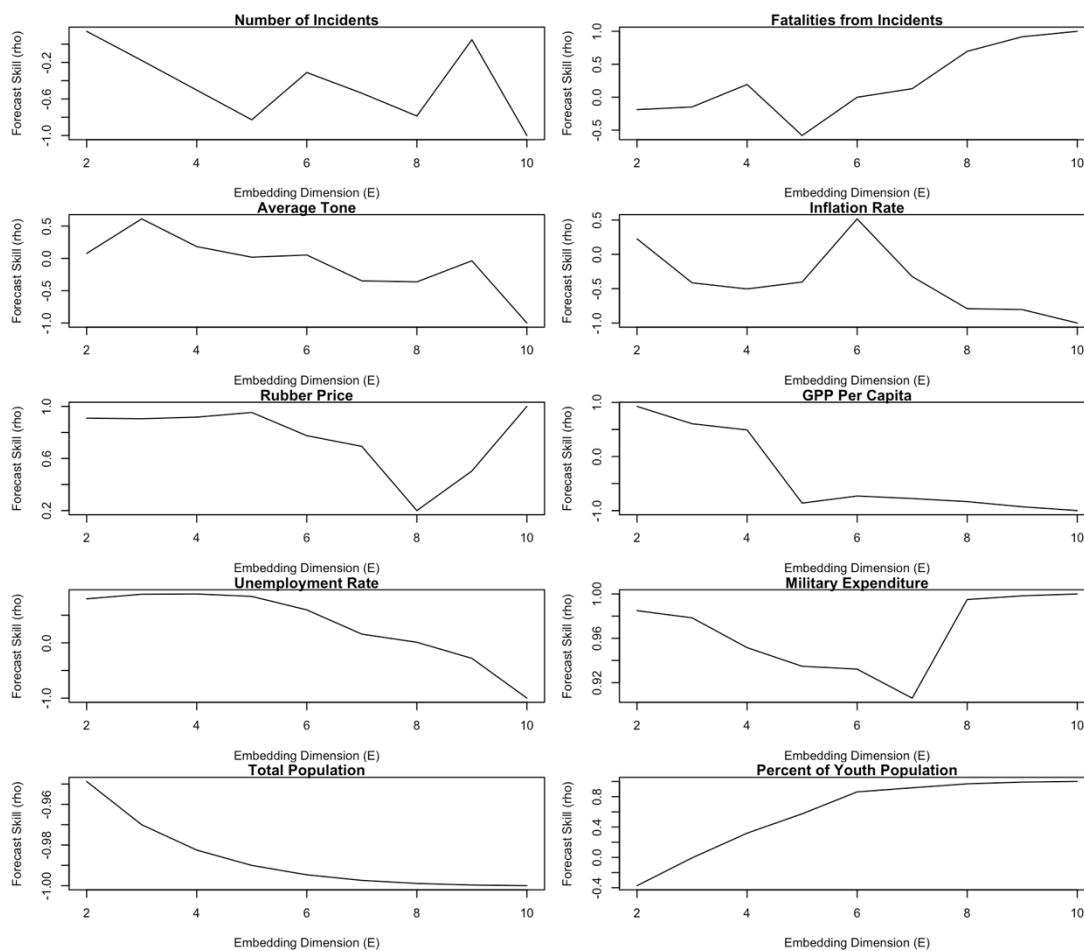 Number of Incidents
Forecast Skill (rho)
-0.2
-0.6
-1.0
2 4 6 8 10
Embedding Dimension (E)
Fatalities from Incidents
Forecast Skill (rho)
1.0
0.5
0.0
-0.5
2 4 6 8 10
Embedding Dimension (E)
Average Tone
Forecast Skill (rho)
0.5
0.0
-0.5
-1.0
2 4 6 8 10
Embedding Dimension (E)
Inflation Rate
Forecast Skill (rho)
0.5
0.0
-0.5
-1.0
2 4 6 8 10
Embedding Dimension (E)
Rubber Price
Forecast Skill (rho)
1.0
0.6
0.2
2 4 6 8 10
Embedding Dimension (E)
GPP Per Capita
Forecast Skill (rho)
1.0
0.0
-1.0
2 4 6 8 10
Embedding Dimension (E)
Unemployment Rate
Forecast Skill (rho)
0.0
-1.0
2 4 6 8 10
Embedding Dimension (E)
Military Expenditure
Forecast Skill (rho)
1.00
0.96
0.92
2 4 6 8 10
Embedding Dimension (E)
Total Population
Forecast Skill (rho)
-0.96
-0.98
-1.00
2 4 6 8 10
Embedding Dimension (E)
Percent of Youth Population
Forecast Skill (rho)
0.8
0.4
0.0
-0.4
2 4 6 8 10
Embedding Dimension (E)